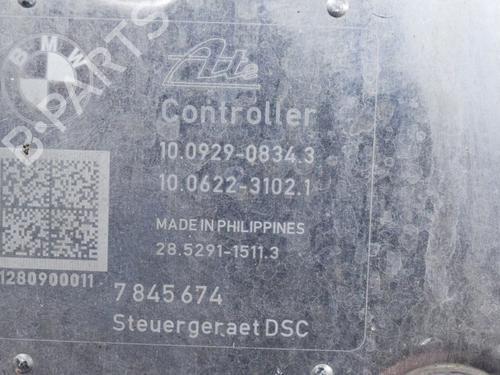 BMW
Ate
Controller
10.0929-0834.3
10.0622-3102.1
MADE IN PHILIPPINES
28.5291-1511.3
1280900011
7 845 674
Steuergeraet DSC
B-PARTS